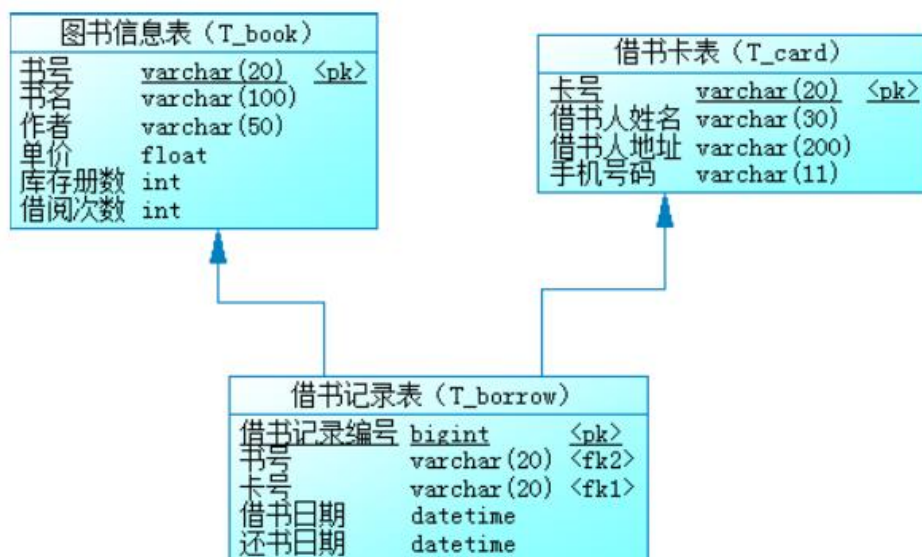 图书信息表（T_book）
书号 varchar(20) <pk>
书名 varchar(100)
作者 varchar(50)
单价 float
库存册数 int
借阅次数 int
借书卡表（T_card）
卡号 varchar(20) <pk>
借书人姓名 varchar(30)
借书人地址 varchar(200)
手机号码 varchar(11)
借书记录表（T_borrow）
借书记录编号 bigint <pk>
书号 varchar(20) <fk2>
卡号 varchar(20) <fk1>
借书日期 datetime
还书日期 datetime